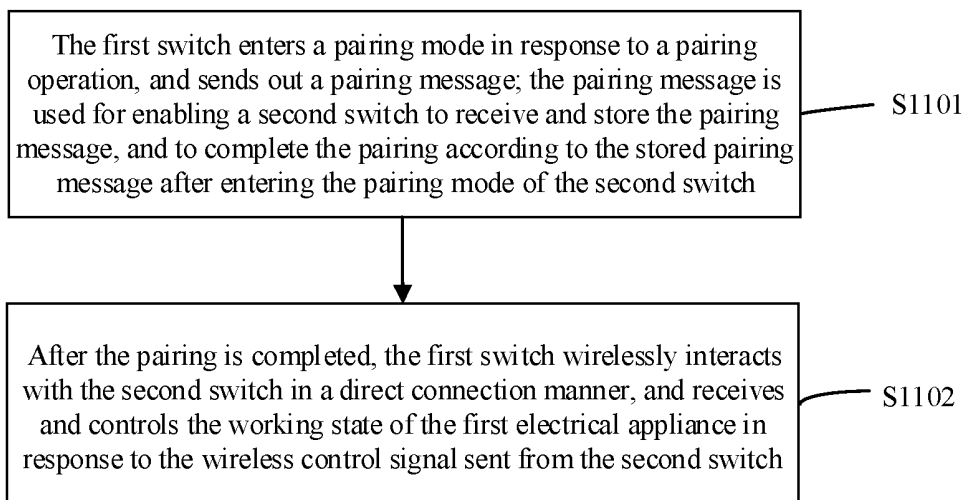 The first switch enters a pairing mode in response to a pairing
operation, and sends out a pairing message; the pairing message is
used for enabling a second switch to receive and store the pairing
message, and to complete the pairing according to the stored pairing
message after entering the pairing mode of the second switch
S1101
After the pairing is completed, the first switch wirelessly interacts
with the second switch in a direct connection manner, and receives
and controls the working state of the first electrical appliance in
response to the wireless control signal sent from the second switch
S1102